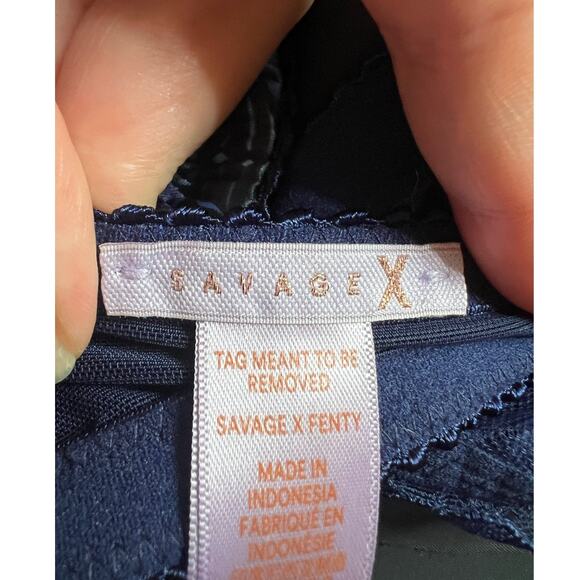 SAVAGE X
TAG MEANT TO BE
REMOVED
SAVAGE X FENTY
MADE IN
INDONESIA
FABRIQUÉ EN
INDONÉSIE